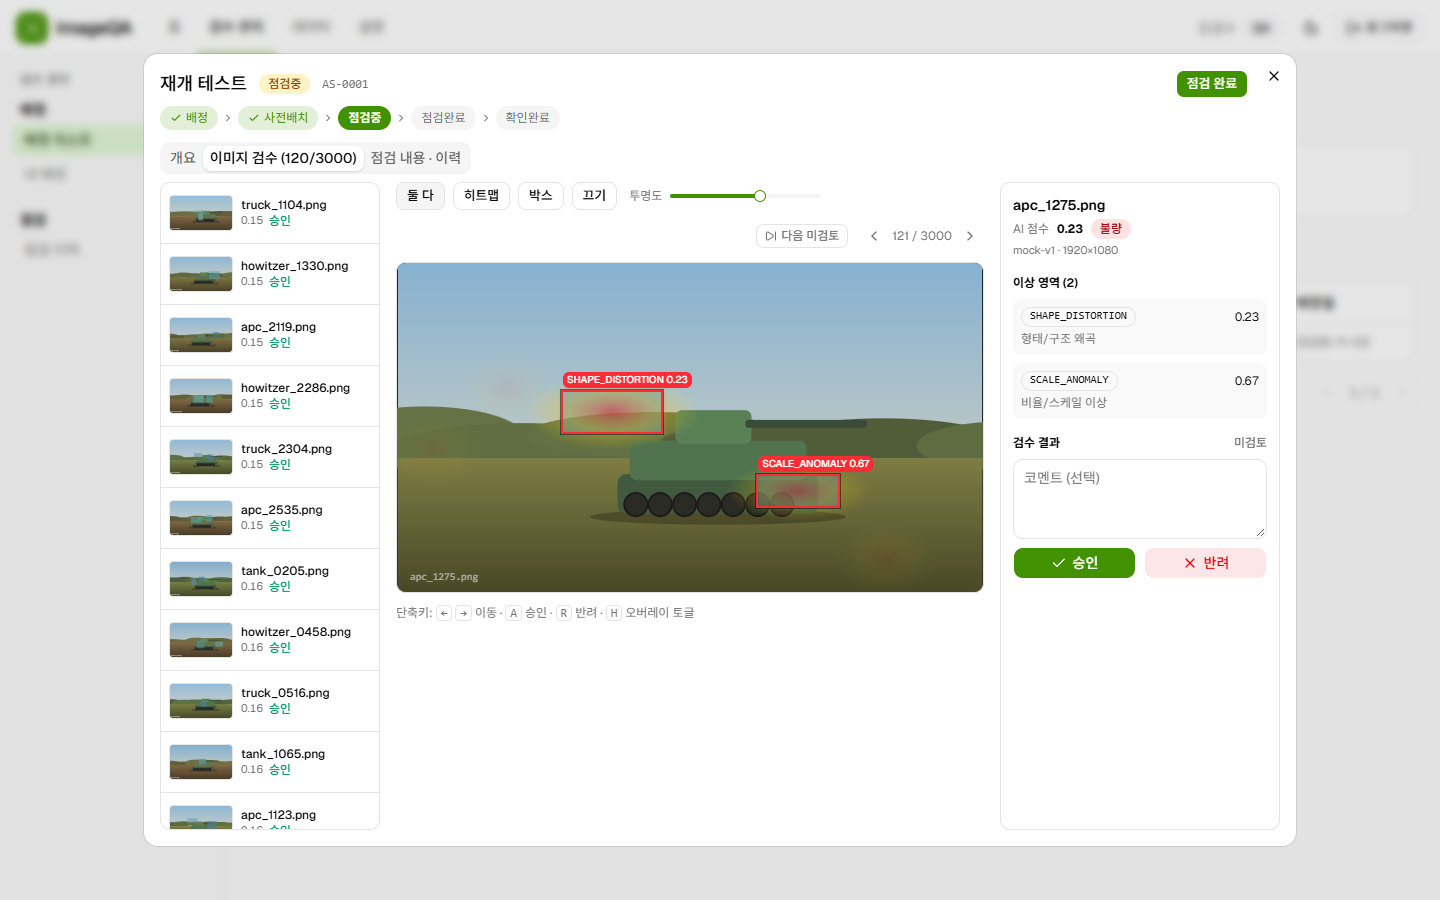 ImageQA
재개 테스트 점검중 AS-0001 점검 완료
배정 사전배치 점검중 점검완료 확인완료
개요 이미지 검수 (120/3000) 점검 내용 · 이력
truck_1104.png
0.15 승인
howitzer_1330.png
0.15 승인
apc_2119.png
0.15 승인
howitzer_2286.png
0.15 승인
truck_2304.png
0.15 승인
apc_2535.png
0.15 승인
tank_0205.png
0.16 승인
howitzer_0458.png
0.16 승인
truck_0516.png
0.16 승인
tank_1065.png
0.16 승인
apc_1123.png
0.16 승인
둘 다 히트맵 박스 끄기 투명도
다음 미검토 121 / 3000
SHAPE_DISTORTION 0.23
SCALE_ANOMALY 0.67
apc_1275.png
단축키: ← → 이동 · A 승인 · R 반려 · H 오버레이 토글
apc_1275.png
AI 점수 0.23 불량
mock-v1 · 1920×1080
이상 영역 (2)
SHAPE_DISTORTION 0.23
형태/구조 왜곡
SCALE_ANOMALY 0.67
비율/스케일 이상
검수 결과 미검토
코멘트 (선택)
승인 반려